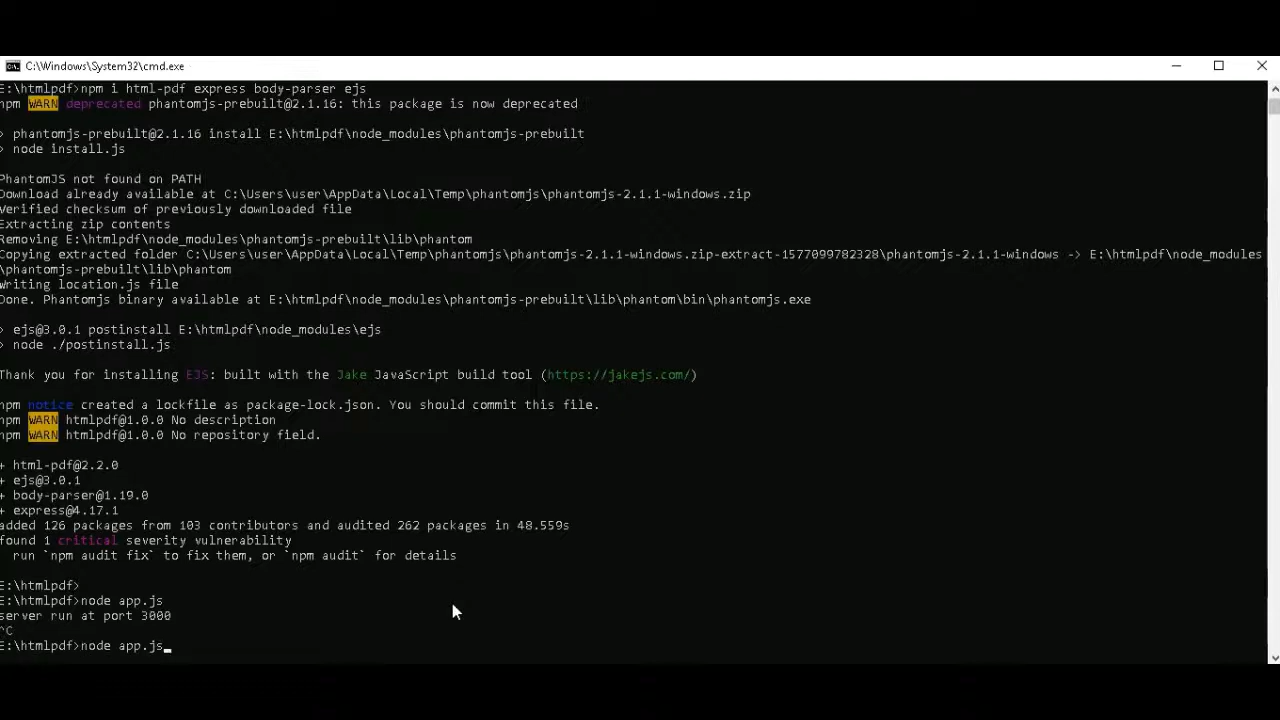 C:\Windows\System32\cmd.exe
E:\htmlpdf>npm i html-pdf express body-parser ejs
npm WARN deprecated phantomjs-prebuilt@2.1.16: this package is now deprecated
> phantomjs-prebuilt@2.1.16 install E:\htmlpdf\node_modules\phantomjs-prebuilt
> node install.js
PhantomJS not found on PATH
Download already available at C:\Users\user\AppData\Local\Temp\phantomjs\phantomjs-2.1.1-windows.zip
Verified checksum of previously downloaded file
Extracting zip contents
Removing E:\htmlpdf\node_modules\phantomjs-prebuilt\lib\phantom
Copying extracted folder C:\Users\user\AppData\Local\Temp\phantomjs\phantomjs-2.1.1-windows.zip-extract-1577099782328\phantomjs-2.1.1-windows -> E:\htmlpdf\node_modules
\phantomjs-prebuilt\lib\phantom
Writing location.js file
Done. Phantomjs binary available at E:\htmlpdf\node_modules\phantomjs-prebuilt\lib\phantom\bin\phantomjs.exe
> ejs@3.0.1 postinstall E:\htmlpdf\node_modules\ejs
> node ./postinstall.js
Thank you for installing EJS: built with the Jake JavaScript build tool (https://jakejs.com/)
npm notice created a lockfile as package-lock.json. You should commit this file.
npm WARN htmlpdf@1.0.0 No description
npm WARN htmlpdf@1.0.0 No repository field.
+ html-pdf@2.2.0
+ ejs@3.0.1
+ body-parser@1.19.0
+ express@4.17.1
added 126 packages from 103 contributors and audited 262 packages in 48.559s
found 1 critical severity vulnerability
run `npm audit fix` to fix them, or `npm audit` for details
E:\htmlpdf>
E:\htmlpdf>node app.js
server run at port 3000
^C
E:\htmlpdf>node app.js